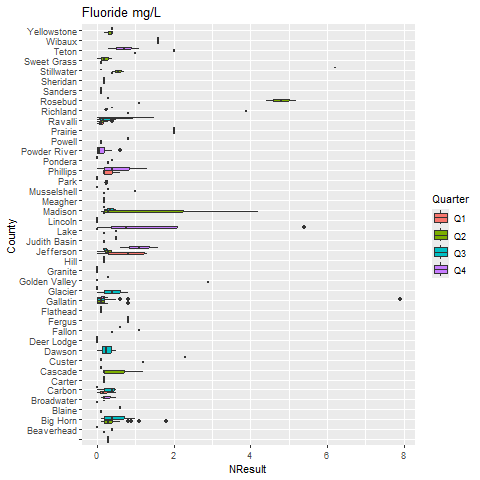 Fluoride mg/L
Yellowstone
Wibaux
Teton
Sweet Grass
Stillwater
Sheridan
Sanders
Rosebud
Richland
Ravalli
Prairie
Powell
Powder River
Pondera
Phillips
Park
Musselshell
Meagher
Madison
Lincoln
Lake
Judith Basin
Jefferson
Hill
Granite
Golden Valley
Glacier
Gallatin
Flathead
Fergus
Fallon
Deer Lodge
Dawson
Custer
Cascade
Carter
Carbon
Broadwater
Blaine
Big Horn
Beaverhead
County
0 2 4 6 8
NResult
Quarter
Q1
Q2
Q3
Q4